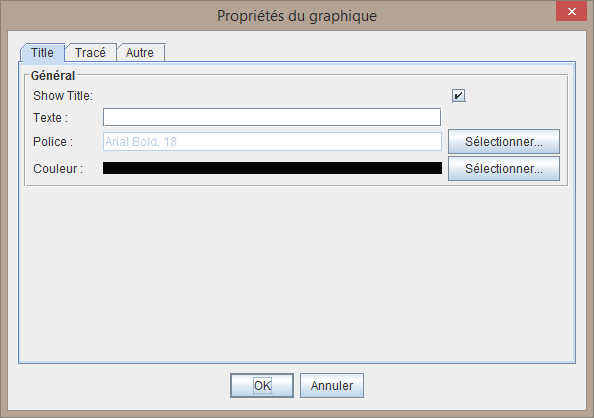 Propriétés du graphique
Title Tracé Autre
Général
Show Title:
Texte :
Police : Arial Bold, 18 Sélectionner...
Couleur : Sélectionner...
OK Annuler